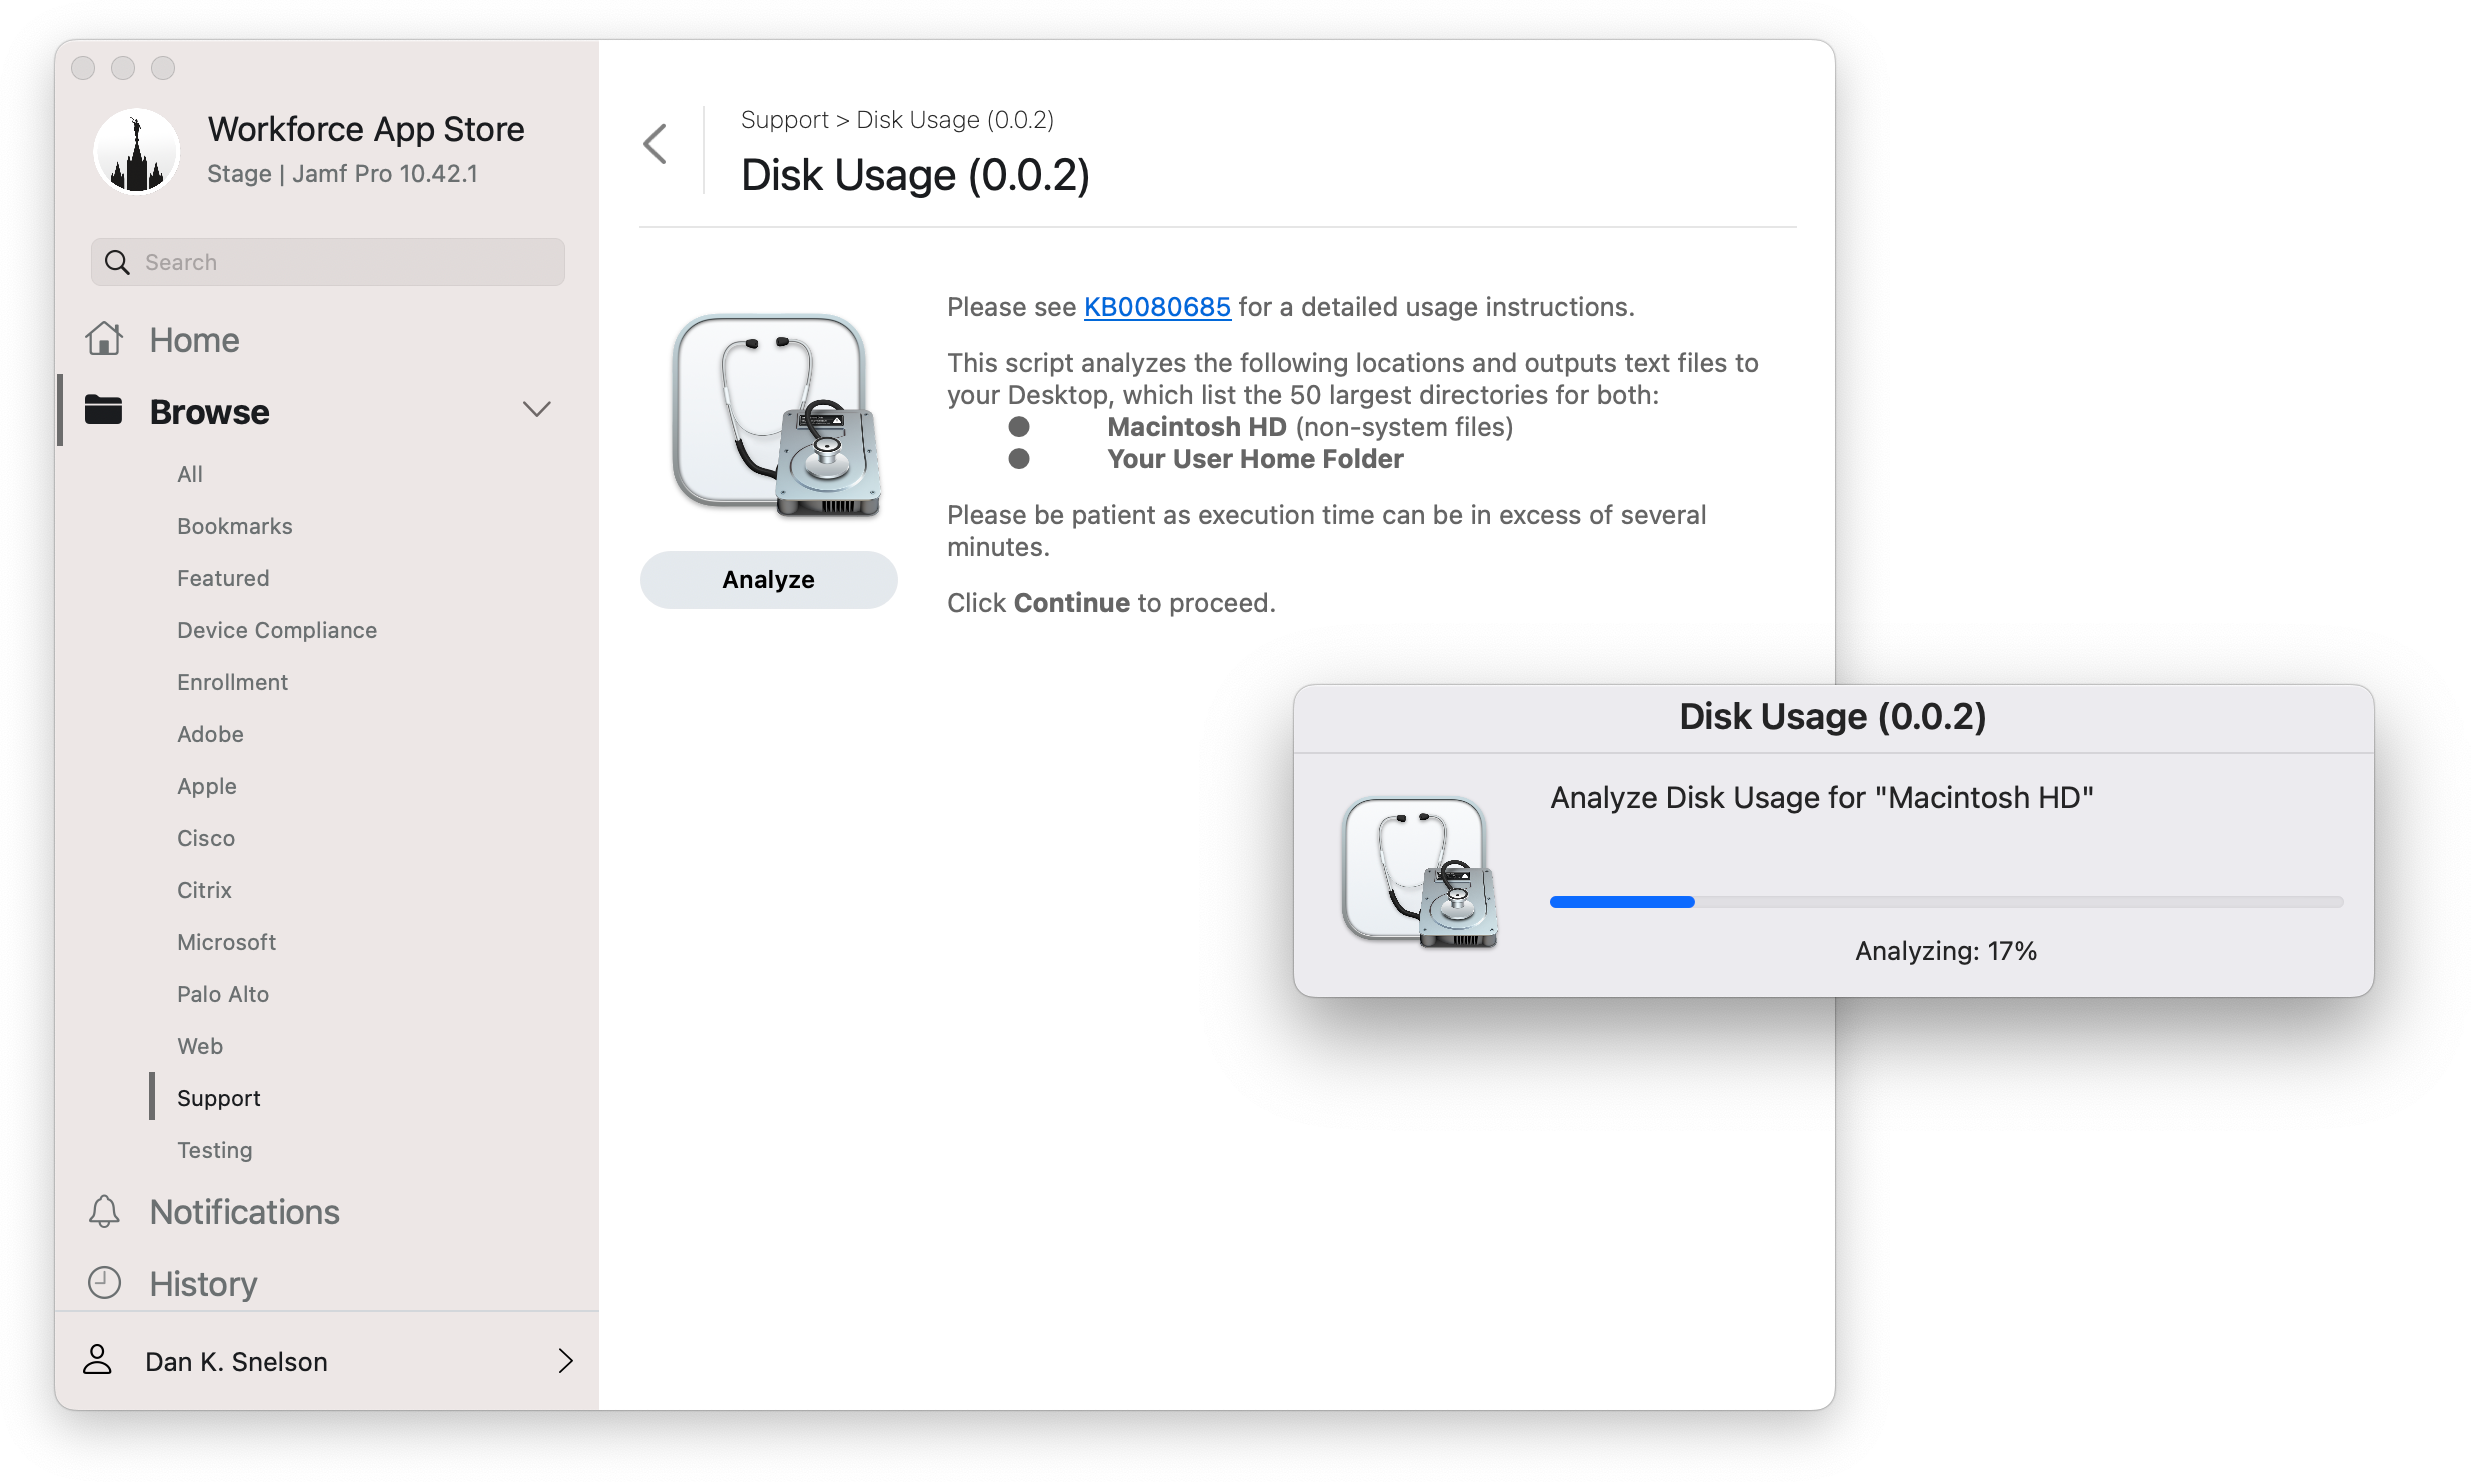 Workforce App Store
Stage | Jamf Pro 10.42.1
Search
Home
Browse
All
Bookmarks
Featured
Device Compliance
Enrollment
Adobe
Apple
Cisco
Citrix
Microsoft
Palo Alto
Web
Support
Testing
Notifications
History
Dan K. Snelson
Support > Disk Usage (0.0.2)
Disk Usage (0.0.2)
Analyze
Please see KB0080685 for a detailed usage instructions.
This script analyzes the following locations and outputs text files to
your Desktop, which list the 50 largest directories for both:
● Macintosh HD (non-system files)
● Your User Home Folder
Please be patient as execution time can be in excess of several
minutes.
Click Continue to proceed.
Disk Usage (0.0.2)
Analyze Disk Usage for "Macintosh HD"
Analyzing: 17%